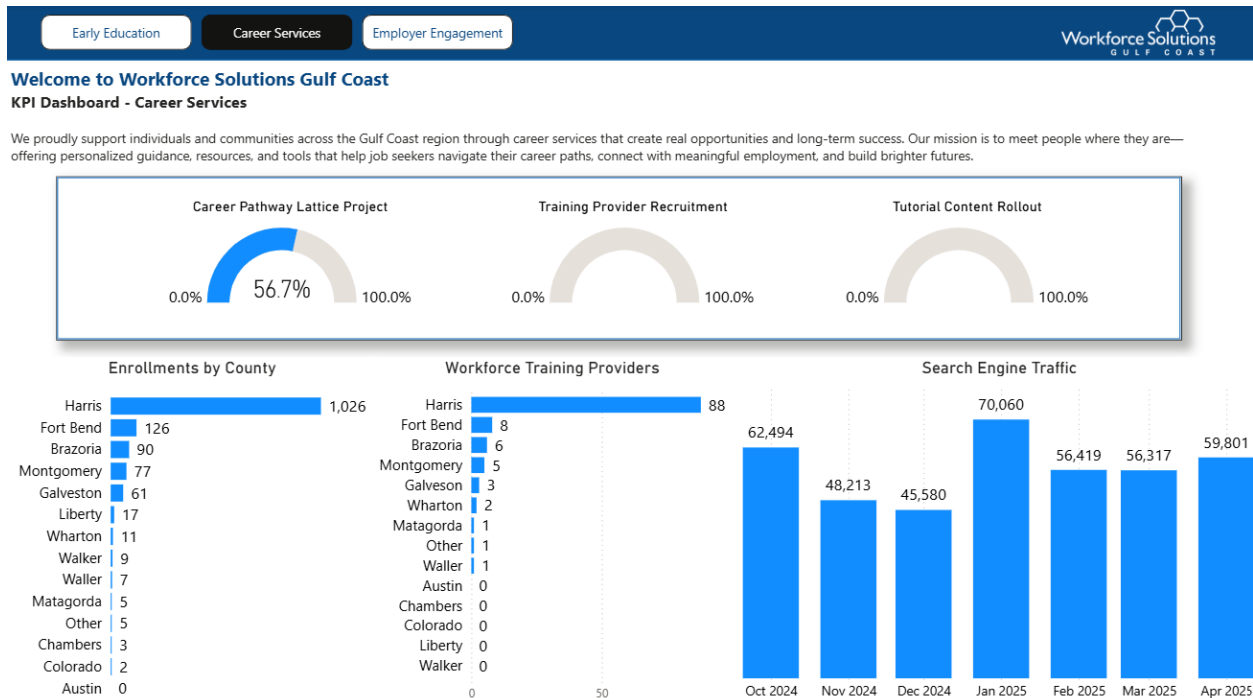 Early Education
Career Services
Employer Engagement
Workforce Solutions
GULF COAST
Welcome to Workforce Solutions Gulf Coast
KPI Dashboard - Career Services
We proudly support individuals and communities across the Gulf Coast region through career services that create real opportunities and long-term success. Our mission is to meet people where they are—
offering personalized guidance, resources, and tools that help job seekers navigate their career paths, connect with meaningful employment, and build brighter futures.
Career Pathway Lattice Project
0.0%
56.7%
100.0%
Training Provider Recruitment
0.0%
100.0%
Tutorial Content Rollout
0.0%
100.0%
Enrollments by County
Harris 1,026
Fort Bend 126
Brazoria 90
Montgomery 77
Galveston 61
Liberty 17
Wharton 11
Walker 9
Waller 7
Matagorda 5
Other 5
Chambers 3
Colorado 2
Austin 0
Workforce Training Providers
Harris 88
Fort Bend 8
Brazoria 6
Montgomery 5
Galveson 3
Wharton 2
Matagorda 1
Other 1
Waller 1
Austin 0
Chambers 0
Colorado 0
Liberty 0
Walker 0
0 50
Search Engine Traffic
62,494
48,213
45,580
70,060
56,419
56,317
59,801
Oct 2024 Nov 2024 Dec 2024 Jan 2025 Feb 2025 Mar 2025 Apr 2025